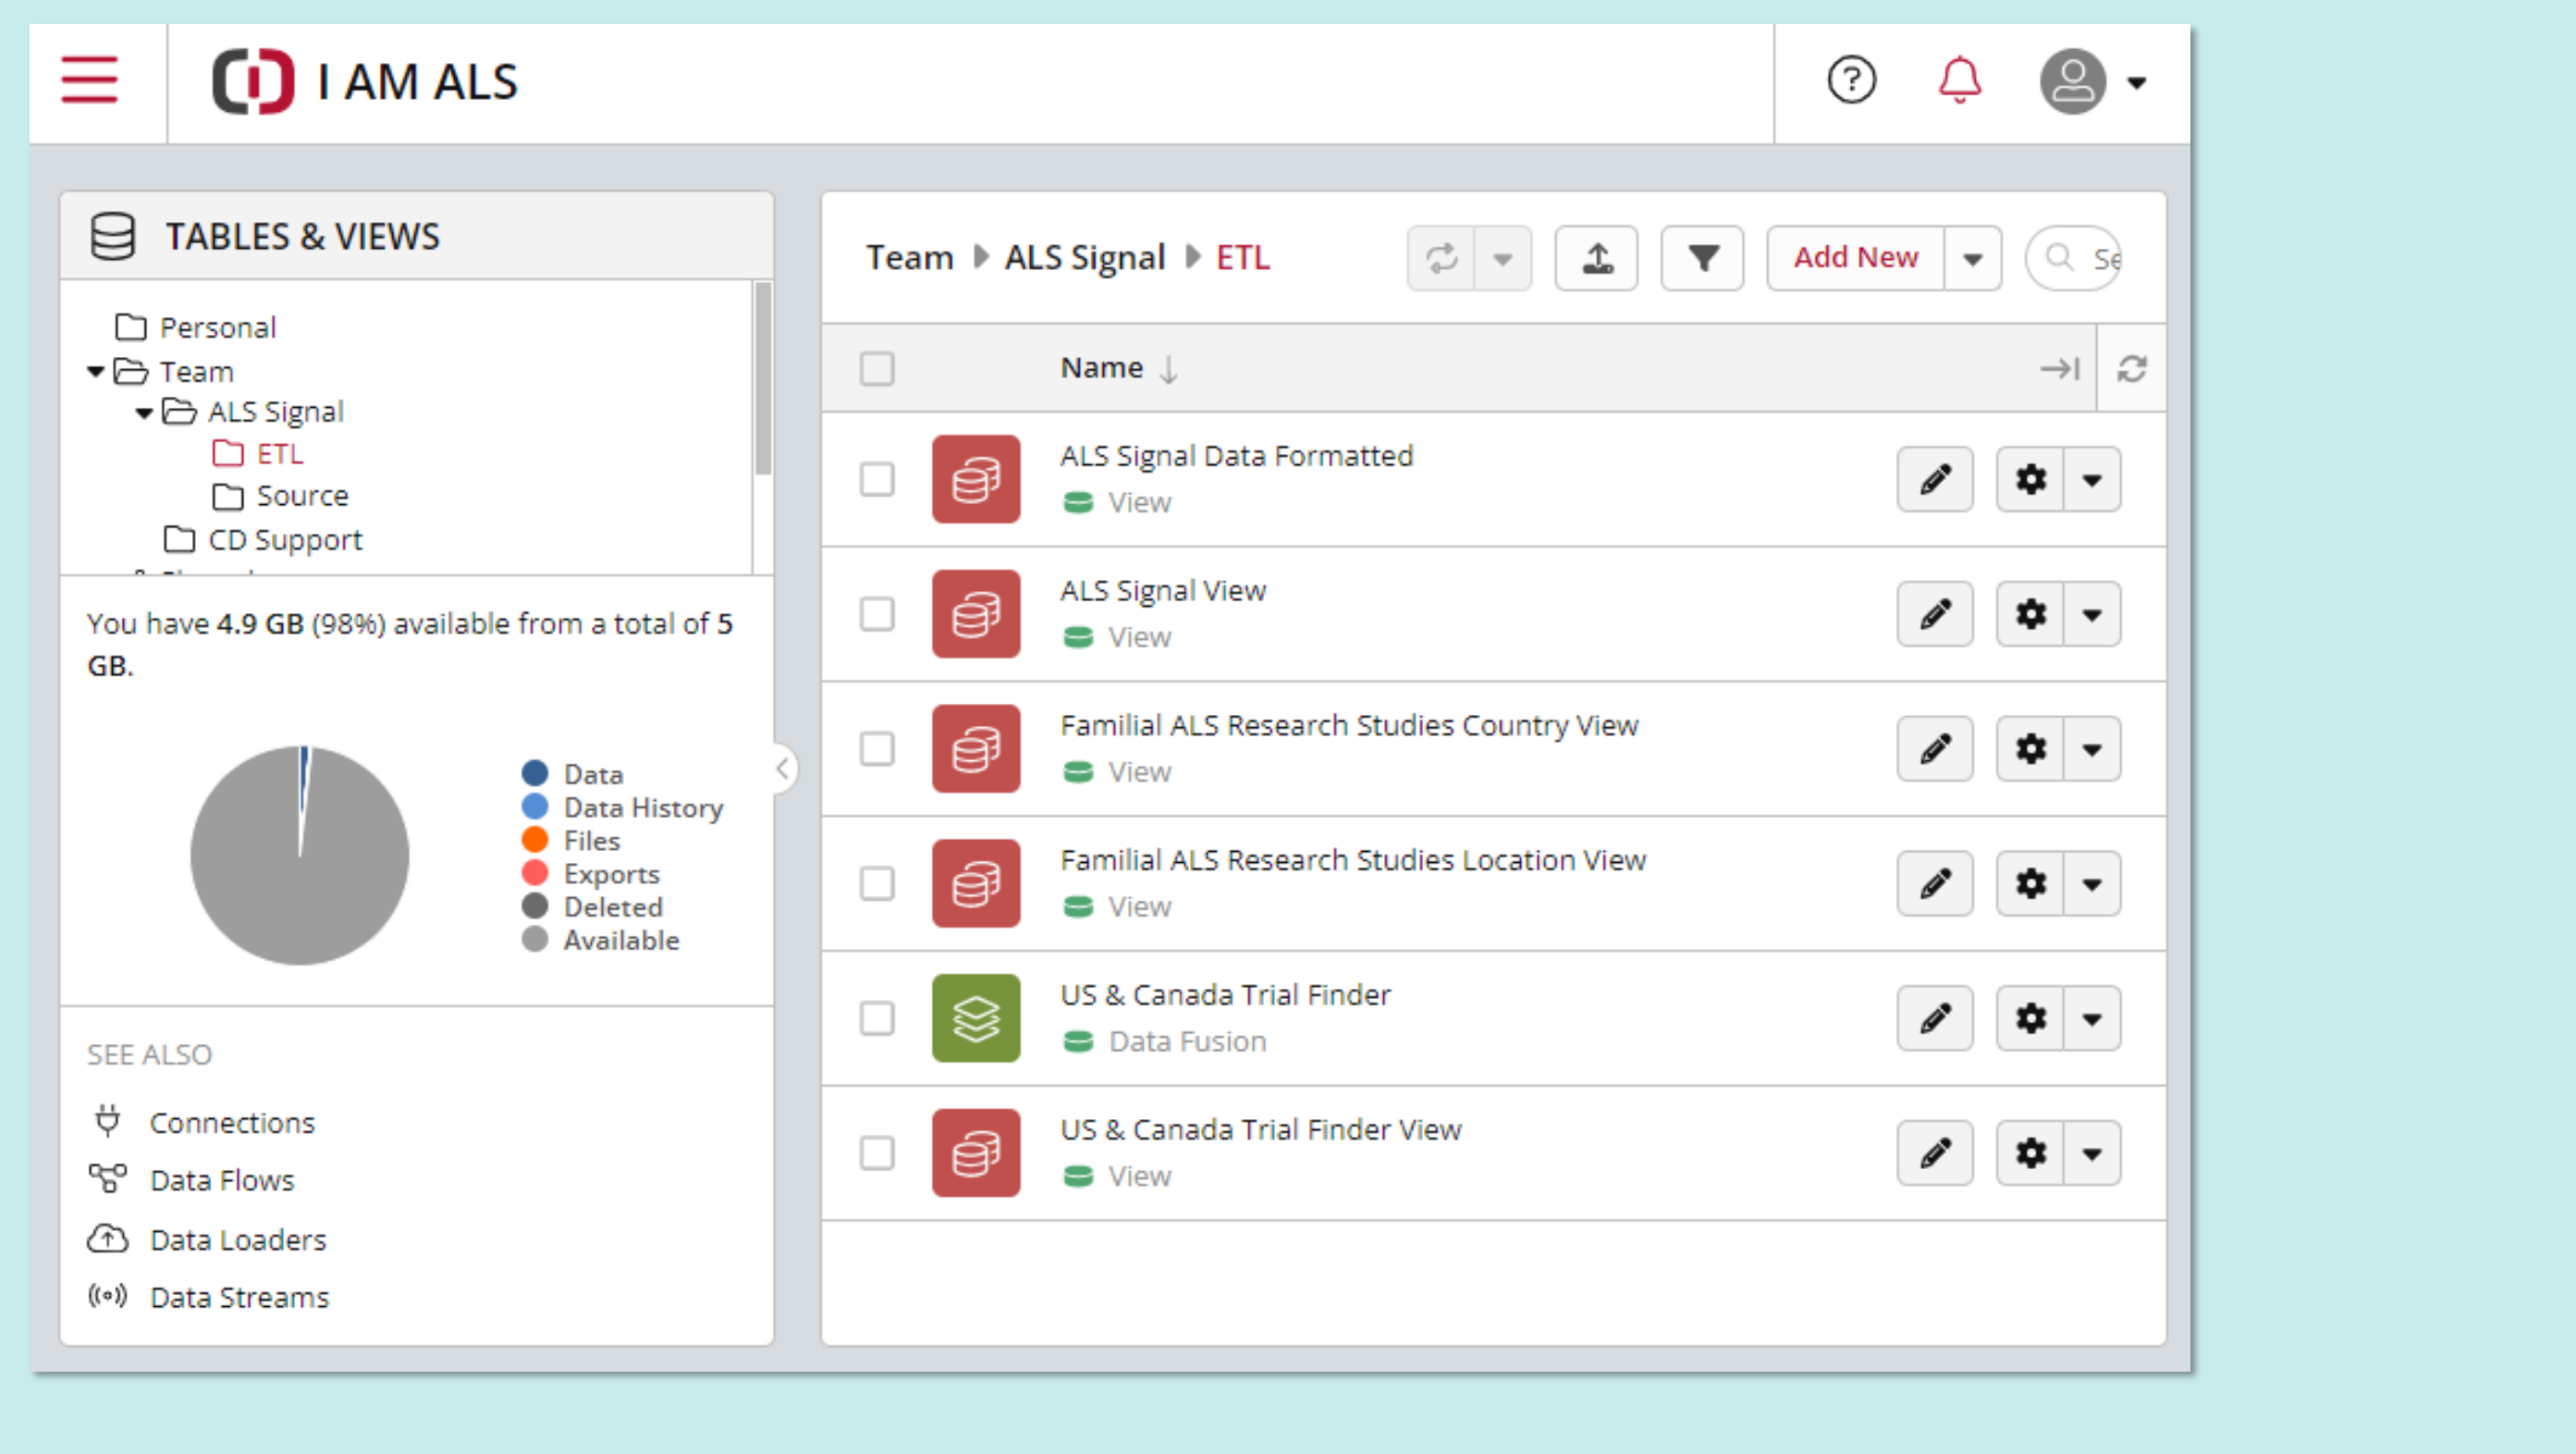 I AM ALS
TABLES & VIEWS
Personal
Team
ALS Signal
ETL
Source
CD Support
You have 4.9 GB (98%) available from a total of 5
GB.
Data
Data History
Files
Exports
Deleted
Available
SEE ALSO
Connections
Data Flows
Data Loaders
Data Streams
Team ALS Signal ETL Add New Se
Name
ALS Signal Data Formatted
View
ALS Signal View
View
Familial ALS Research Studies Country View
View
Familial ALS Research Studies Location View
View
US & Canada Trial Finder
Data Fusion
US & Canada Trial Finder View
View